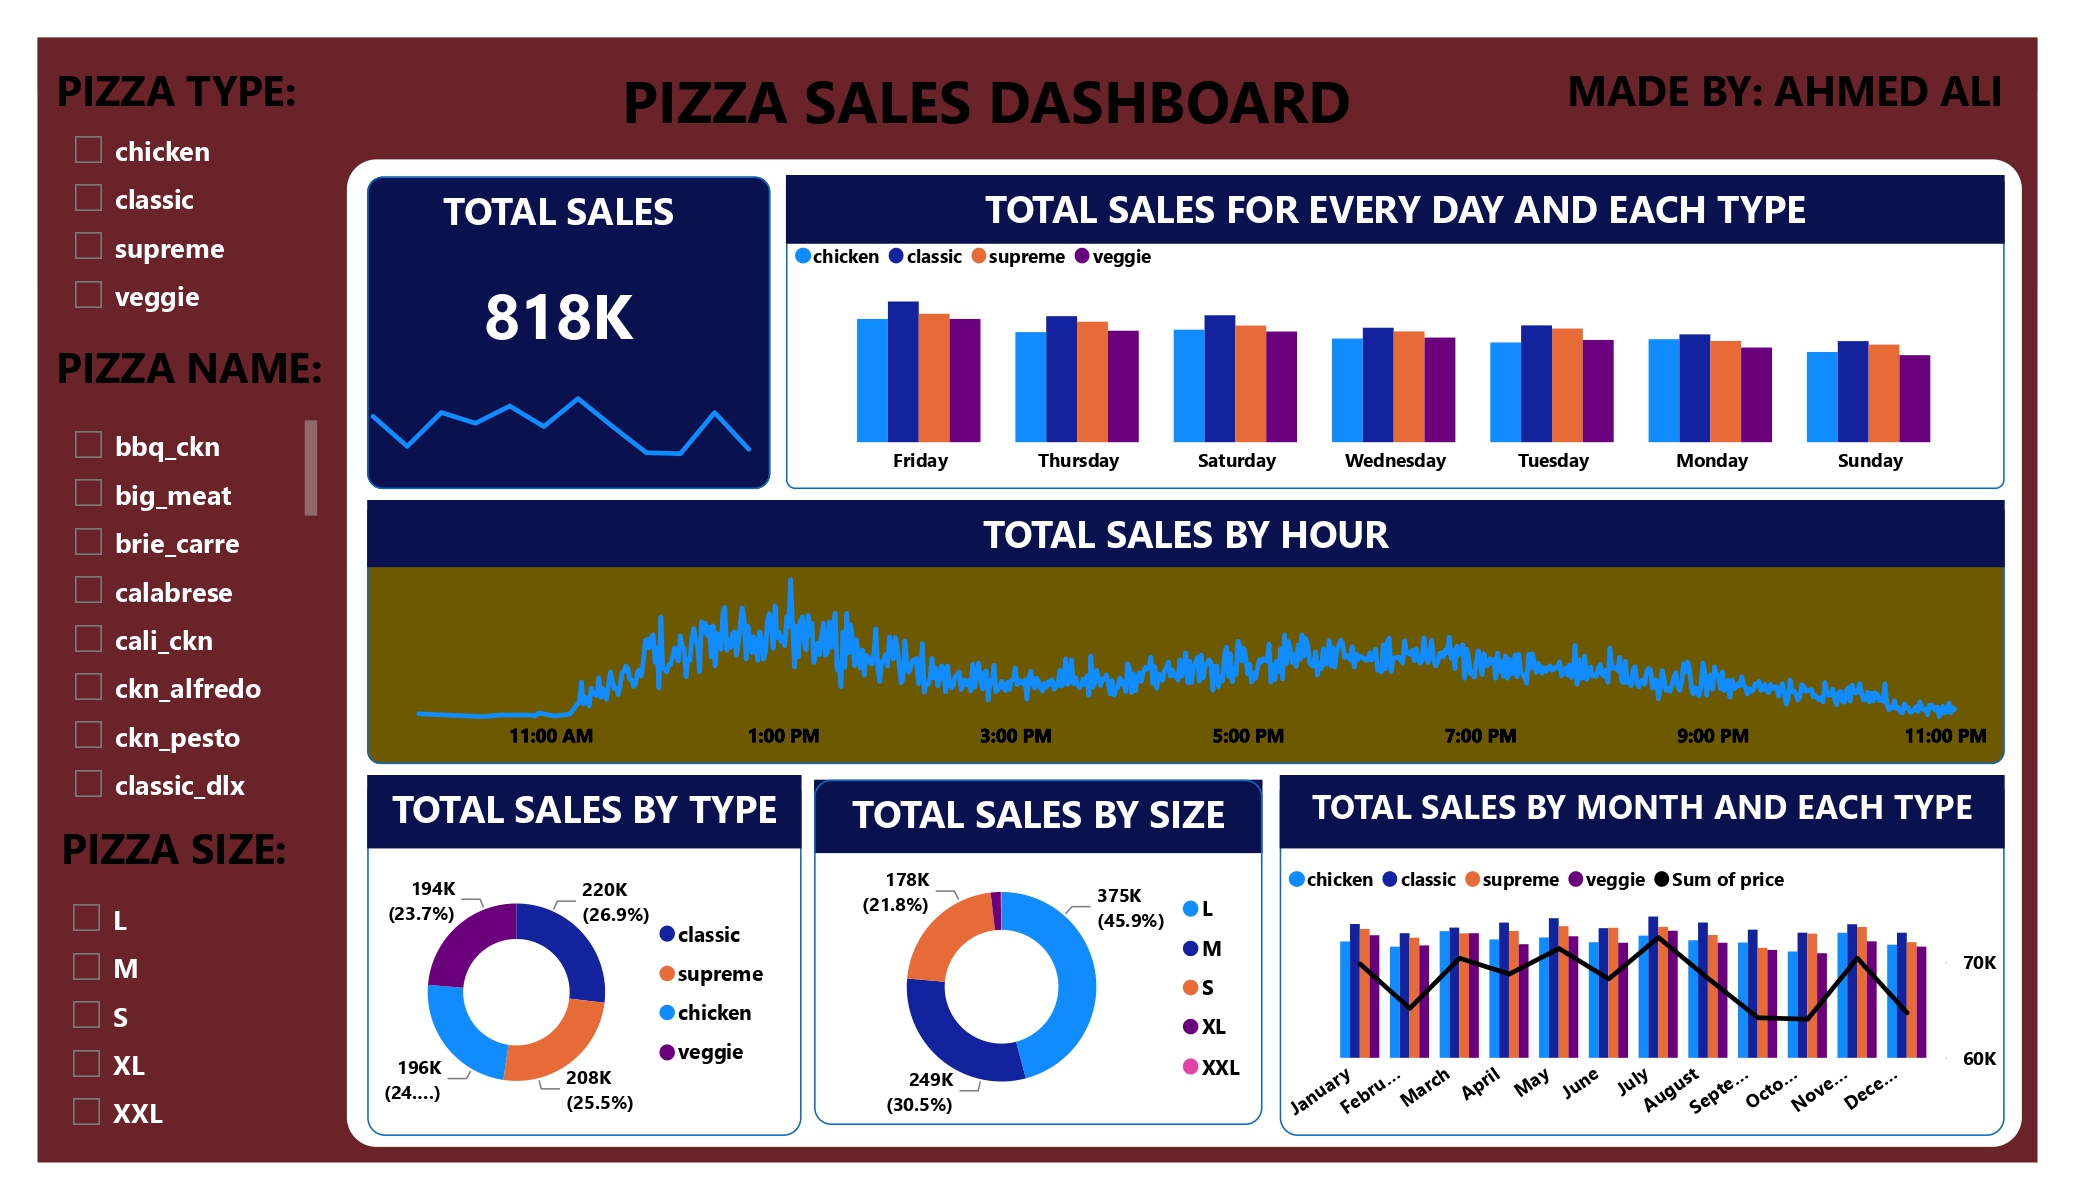 PIZZA TYPE:
chicken
classic
supreme
veggie
PIZZA NAME:
bbq_ckn
big_meat
brie_carre
calabrese
cali_ckn
ckn_alfredo
ckn_pesto
classic_dlx
PIZZA SIZE:
L
M
S
XL
XXL
PIZZA SALES DASHBOARD
MADE BY: AHMED ALI
TOTAL SALES
818K
TOTAL SALES FOR EVERY DAY AND EACH TYPE
chicken classic supreme veggie
Friday Thursday Saturday Wednesday Tuesday Monday Sunday
TOTAL SALES BY HOUR
11:00 AM 1:00 PM 3:00 PM 5:00 PM 7:00 PM 9:00 PM 11:00 PM
TOTAL SALES BY TYPE
194K
(23.7%)
220K
(26.9%)
196K
(24....)
208K
(25.5%)
classic
supreme
chicken
veggie
TOTAL SALES BY SIZE
178K
(21.8%)
375K
(45.9%)
249K
(30.5%)
L
M
S
XL
XXL
TOTAL SALES BY MONTH AND EACH TYPE
chicken classic supreme veggie Sum of price
70K
60K
January Febru... March April May June July August Septe... Octo... Nove... Dece...